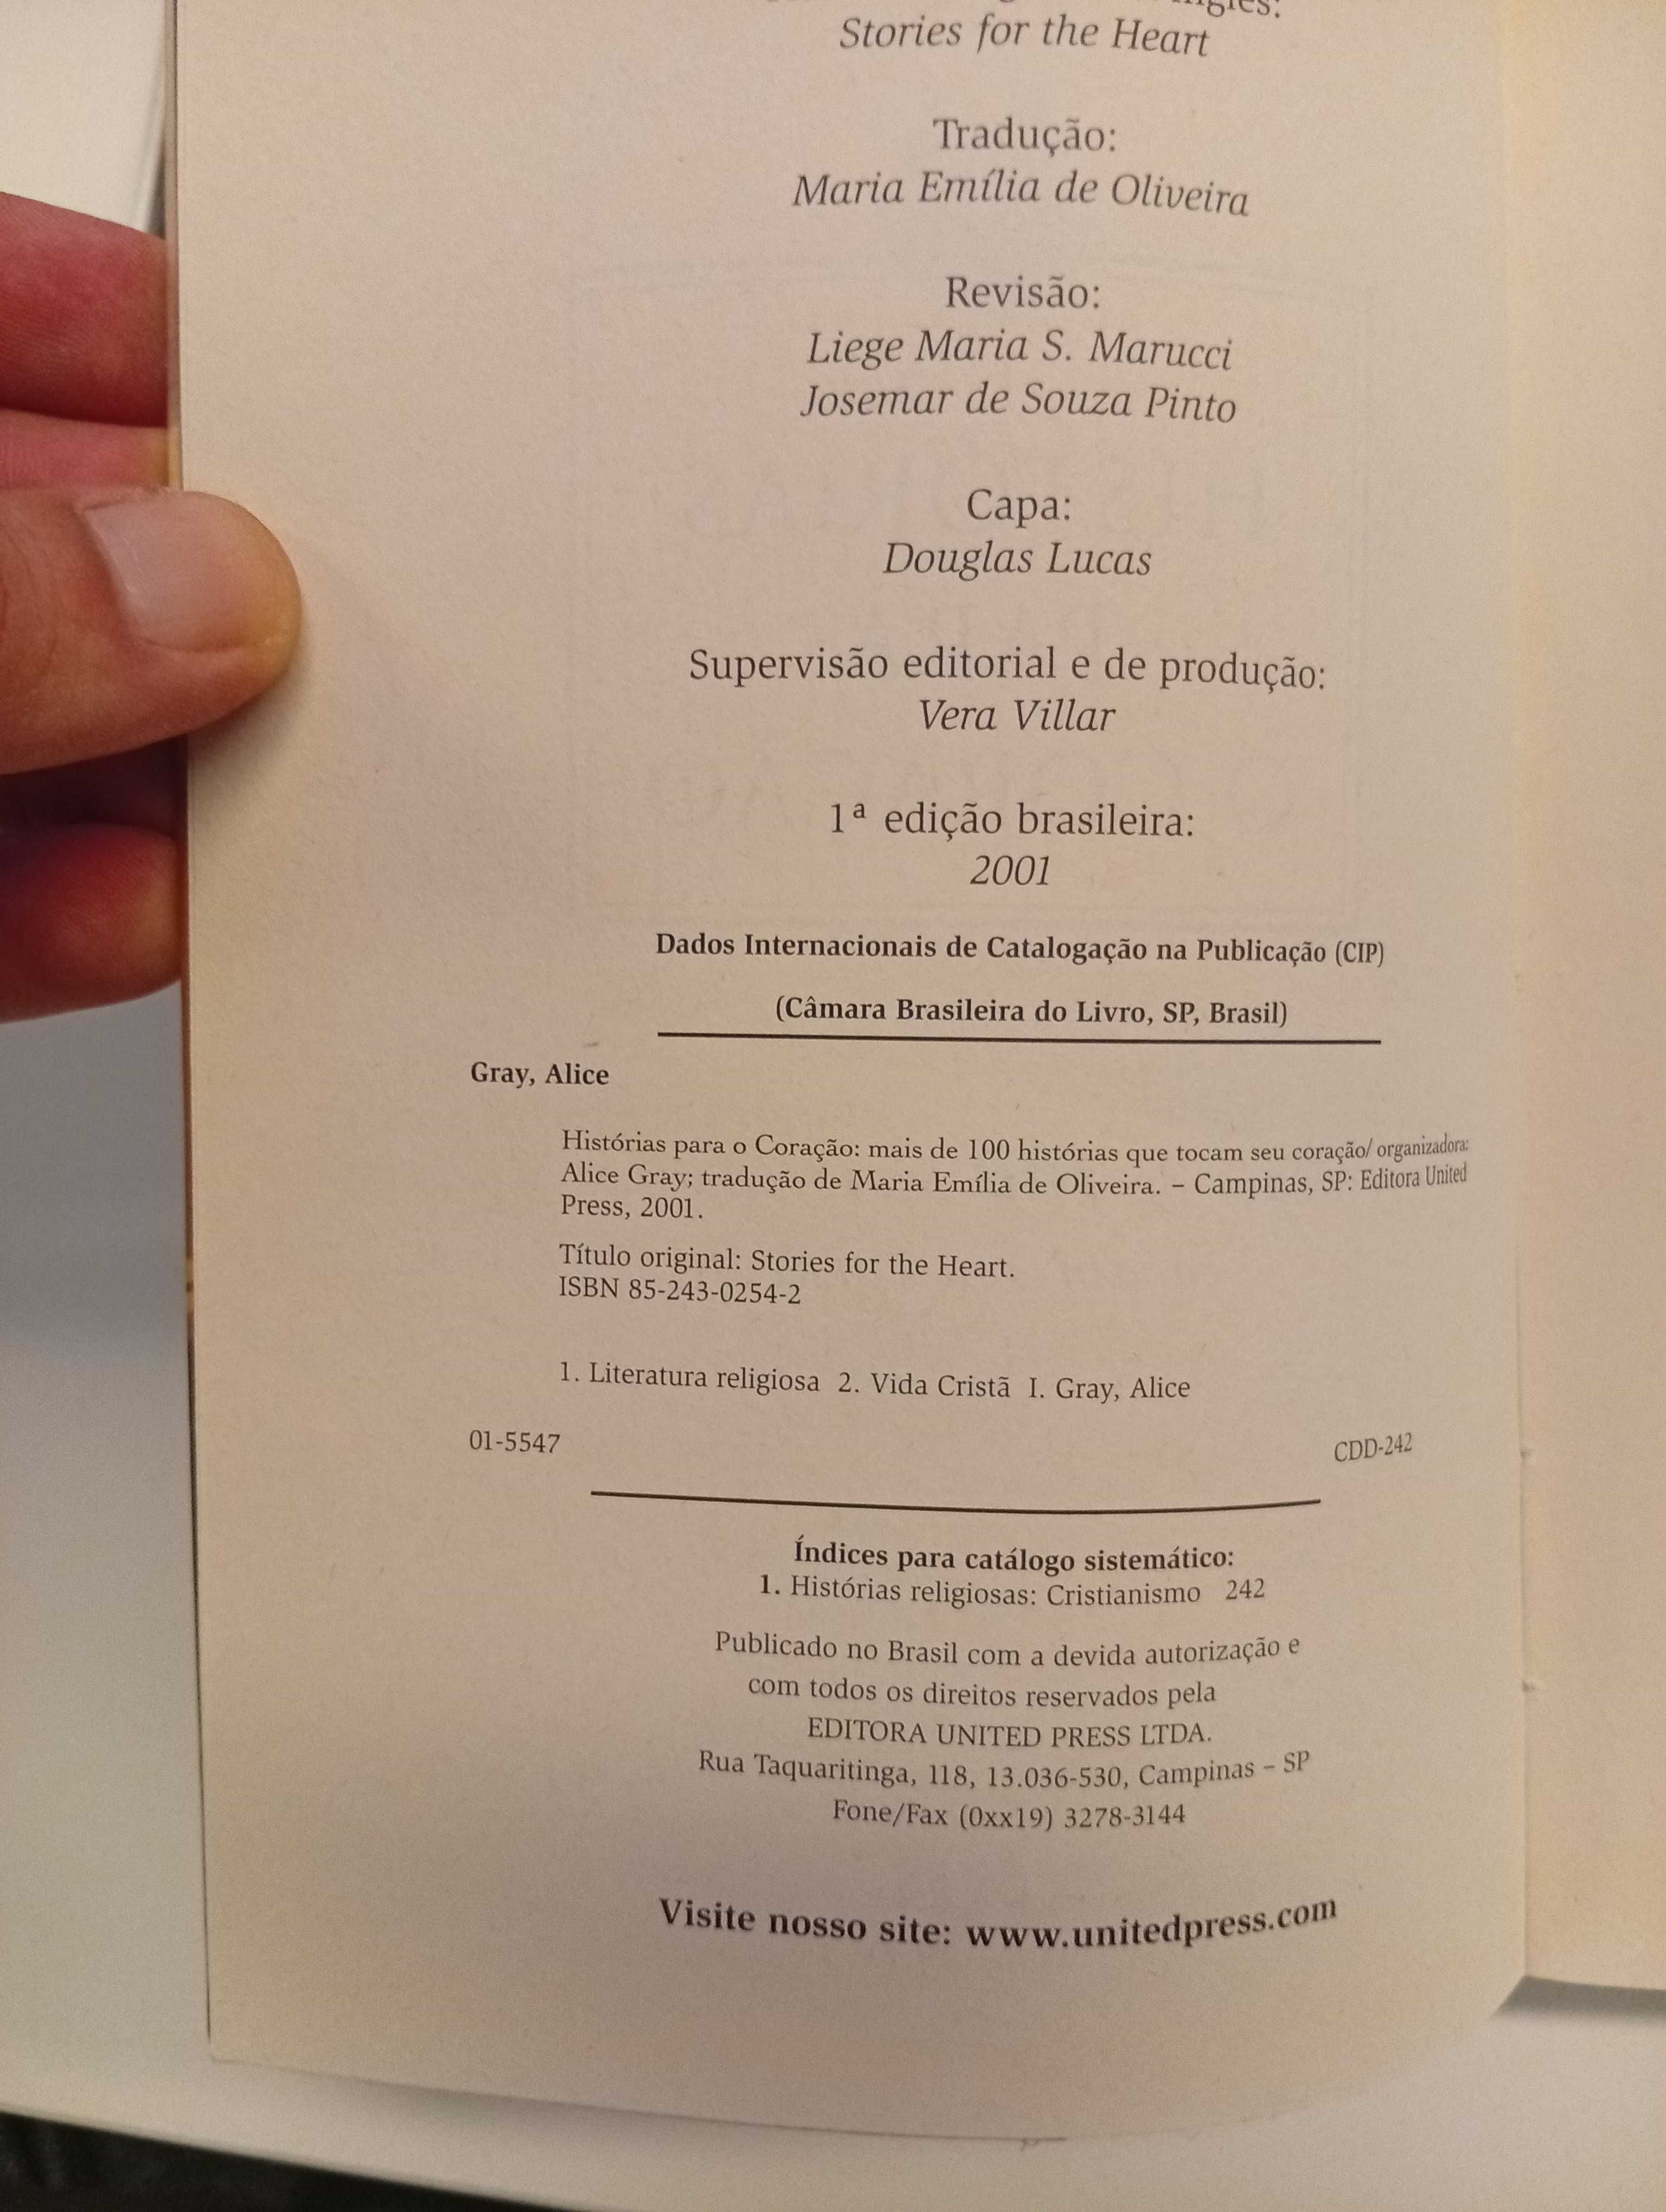 Stories for the Heart
Tradução:
Maria Emília de Oliveira
Revisão:
Liege Maria S. Marucci
Josemar de Souza Pinto
Capa:
Douglas Lucas
Supervisão editorial e de produção:
Vera Villar
1ª edição brasileira:
2001
Dados Internacionais de Catalogação na Publicação (CIP)
(Câmara Brasileira do Livro, SP, Brasil)
Gray, Alice
Histórias para o Coração: mais de 100 histórias que tocam seu coração/ organizadora:
Alice Gray; tradução de Maria Emília de Oliveira. – Campinas, SP: Editora United
Press, 2001.
Título original: Stories for the Heart.
ISBN 85-243-0254-2
1. Literatura religiosa 2. Vida Cristã I. Gray, Alice
01-5547 CDD-242
Índices para catálogo sistemático:
1. Histórias religiosas: Cristianismo 242
Publicado no Brasil com a devida autorização e
com todos os direitos reservados pela
EDITORA UNITED PRESS LTDA.
Rua Taquaritinga, 118, 13.036-530, Campinas – SP
Fone/Fax (0xx19) 3278-3144
Visite nosso site: www.unitedpress.com